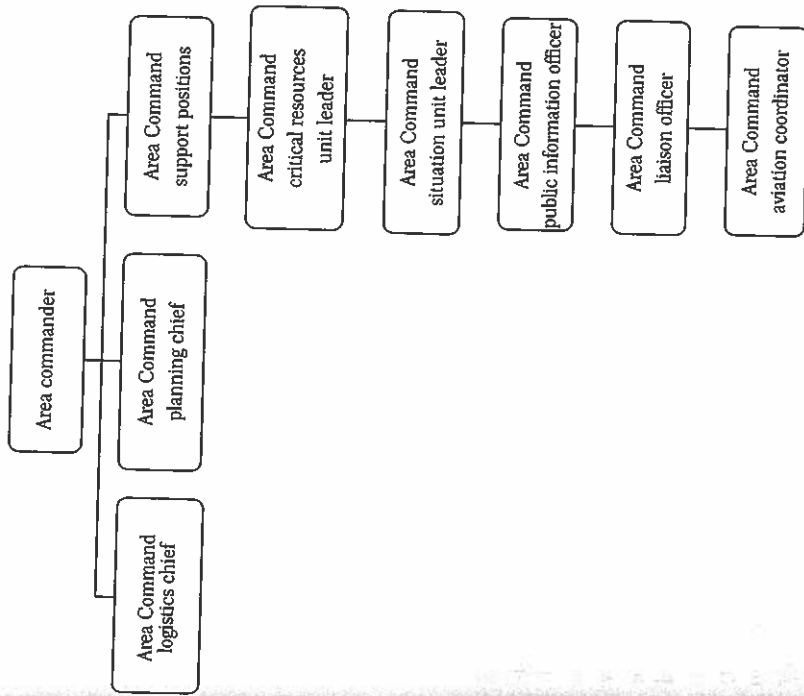 Area commander
Area Command
logistics chief
Area Command
planning chief
Area Command
support positions
Area Command
critical resources
unit leader
Area Command
situation unit leader
Area Command
public information officer
Area Command
liaison officer
Area Command
aviation coordinator